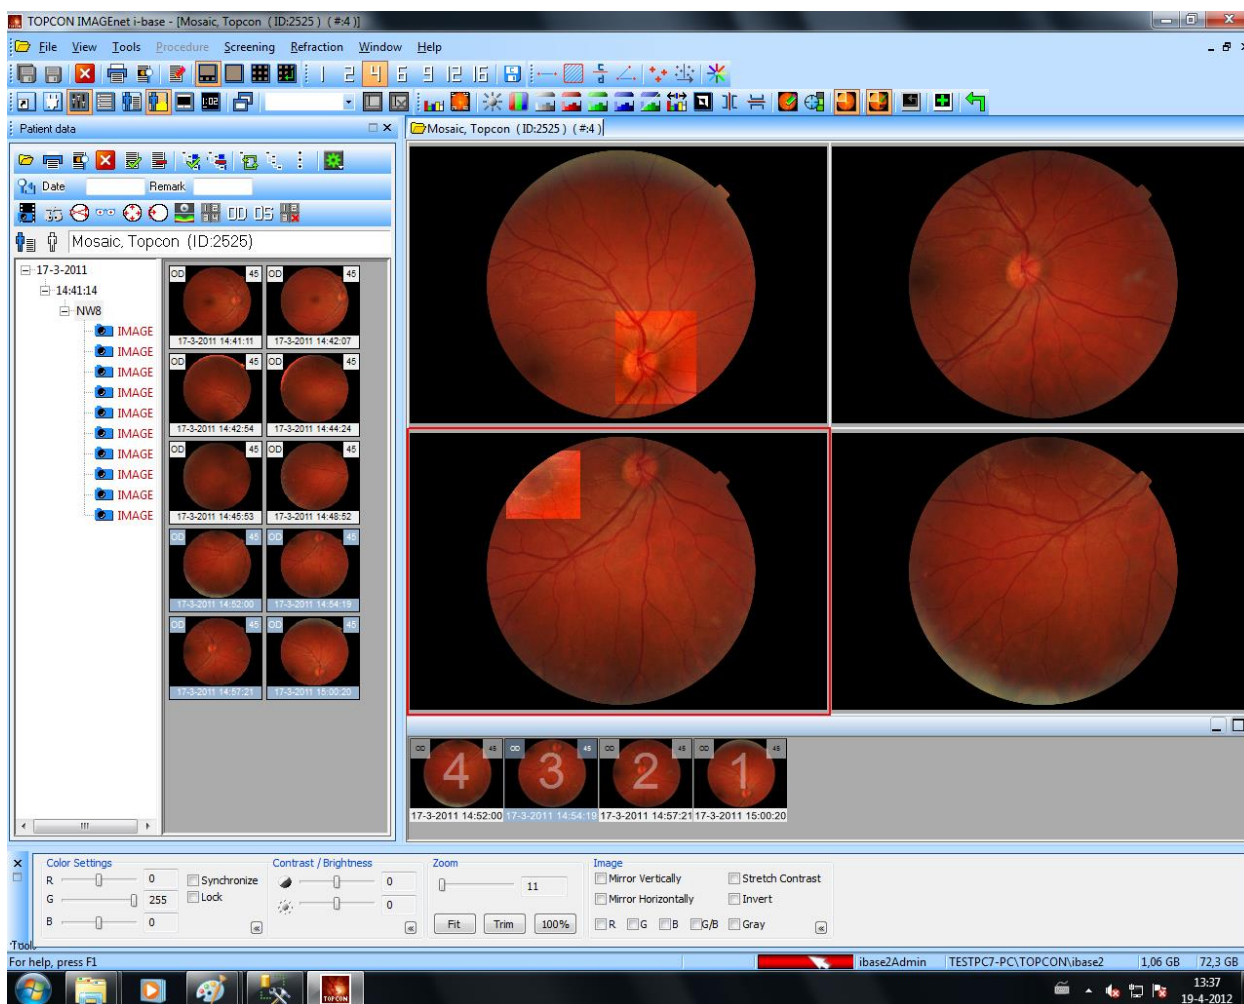 TOPCON IMAGEnet i-base - [Mosaic, Topcon (ID:2525) (#:4)]
File View Tools Procedure Screening Refraction Window Help
1 2 4 6 9 12 16
1:02
Patient data
Mosaic, Topcon (ID:2525) (#:4)
Date Remark
35 OD OS
Mosaic, Topcon (ID:2525)
17-3-2011
14:41:14
NW8
IMAGE
IMAGE
IMAGE
IMAGE
IMAGE
IMAGE
IMAGE
IMAGE
IMAGE
IMAGE
OD 45 OD 45
17-3-2011 14:41:11 17-3-2011 14:42:07
OD 45 OD 45
17-3-2011 14:42:54 17-3-2011 14:44:24
OD 45 OD 45
17-3-2011 14:45:53 17-3-2011 14:48:52
OD 45 OD 45
17-3-2011 14:52:00 17-3-2011 14:54:19
OD 45 OD 45
17-3-2011 14:57:21 17-3-2011 15:00:20
OD 45 OD 45 OD 45 OD 45
4 3 2 1
17-3-2011 14:52:00 17-3-2011 14:54:19 17-3-2011 14:57:21 17-3-2011 15:00:20
Color Settings
R 0 Synchronize
G 255 Lock
B 0
Contrast / Brightness
0
0
Zoom
11
Fit Trim 100%
Image
Mirror Vertically Stretch Contrast
Mirror Horizontally Invert
R G B G/B Gray
For help, press F1 ibase2Admin TESTPC7-PC\TOPCON\ibase2 1,06 GB 72,3 GB
TOPCON
13:37
19-4-2012